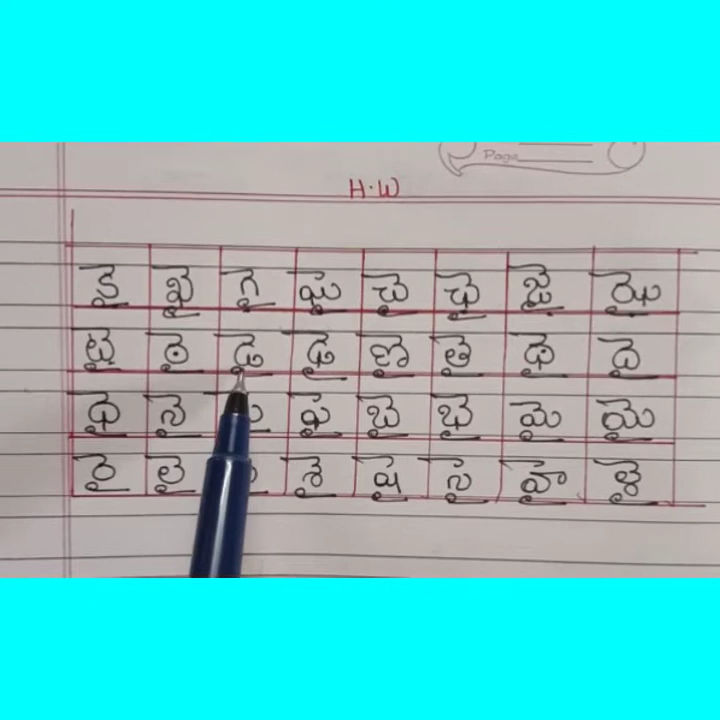 Page
H.W
కై ఖై గై ఘై చై ఛై జై ఝై
టై ఠై డై ఢై ణై తై థై దై
ధై నై ఫై బై భై మై యై
రై లై శై షై సై హై ళై